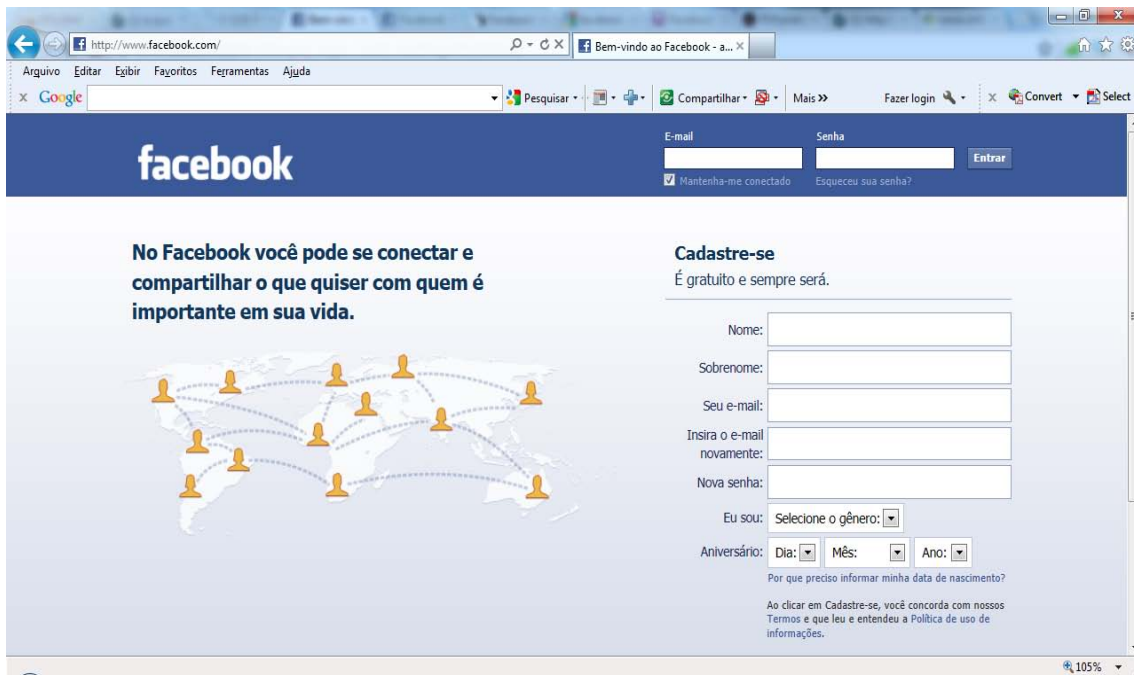 http://www.facebook.com/
Bem-vindo ao Facebook - a...
Arquivo Editar Exibir Favoritos Ferramentas Ajuda
x Google Pesquisar Compartilhar Mais >> Fazer login x Convert Select
facebook
E-mail Senha
Entrar
Mantenha-me conectado Esqueceu sua senha?
No Facebook você pode se conectar e
compartilhar o que quiser com quem é
importante em sua vida.
Cadastre-se
É gratuito e sempre será.
Nome:
Sobrenome:
Seu e-mail:
Insira o e-mail
novamente:
Nova senha:
Eu sou: Selecione o gênero:
Aniversário: Dia: Mês: Ano:
Por que preciso informar minha data de nascimento?
Ao clicar em Cadastre-se, você concorda com nossos
Termos e que leu e entendeu a Política de uso de
informações.
105%